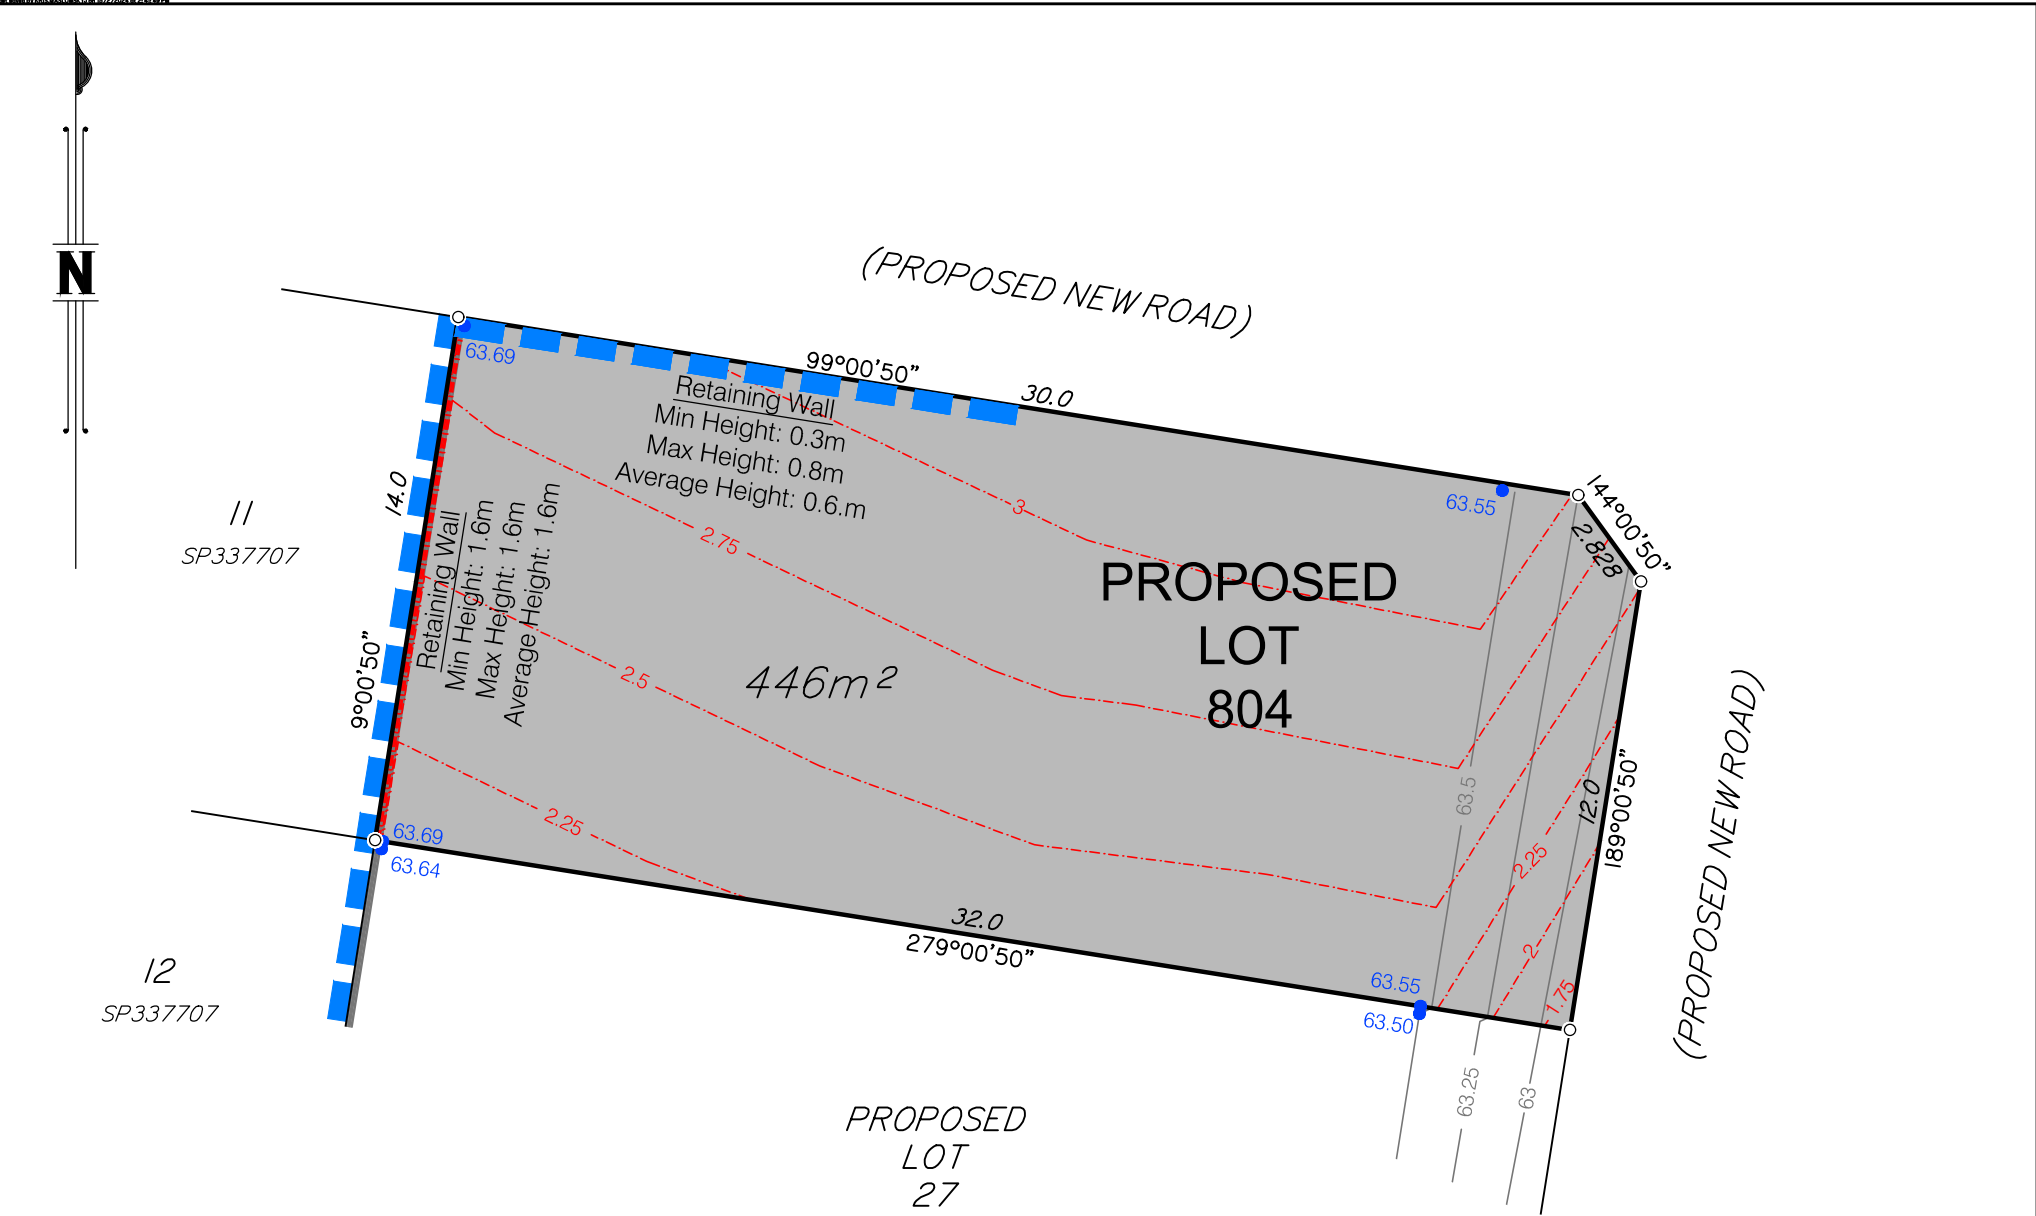 N
(PROPOSED NEW ROAD)
99°00'50"
30.0
63.69
Retaining Wall
Min Height: 0.3m
Max Height: 0.8m
Average Height: 0.6.m
3
2.75
63.55
144°00'50"
2.828
14.0
9°00'50"
Retaining Wall
Min Height: 1.6m
Max Height: 1.6m
Average Height: 1.6m
11
SP337707
PROPOSED
LOT
804
446m²
2.5
2.25
63.5
12.0
189°00'50"
2.25
2
1.75
(PROPOSED NEW ROAD)
63.69
63.64
32.0
279°00'50"
63.55
63.50
12
SP337707
63.25
63
PROPOSED
LOT
27